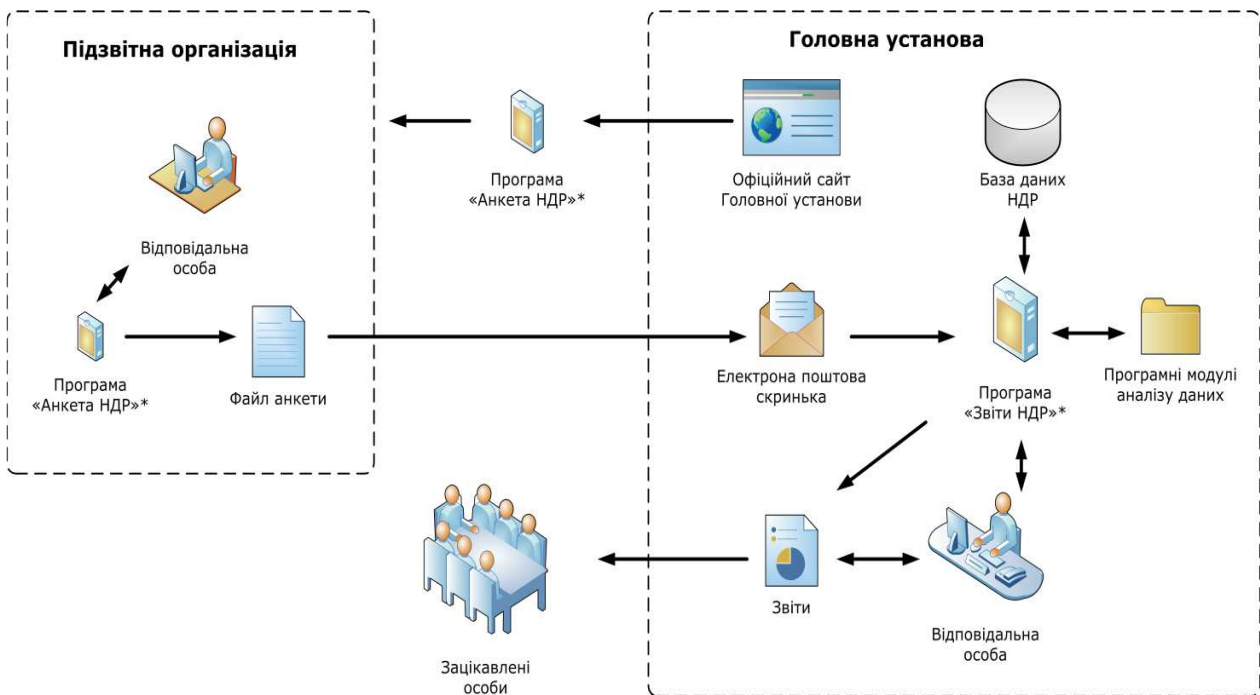 Підзвітна організація
Головна установа
Програма
«Анкета НДР»*
Офіційний сайт
Головної установи
База даних
НДР
Відповідальна
особа
Програма
«Анкета НДР»*
Файл анкети
Електрона поштова
скринька
Програма
«Звіти НДР»*
Програмні модулі
аналізу даних
Зацікавлені
особи
Звіти
Відповідальна
особа